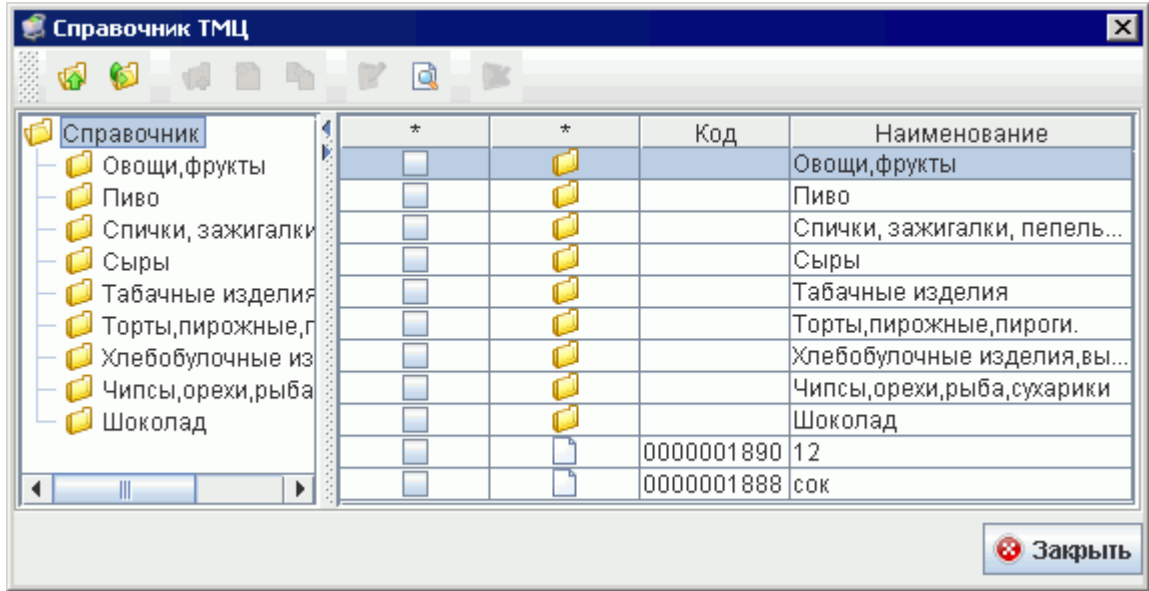 Справочник ТМЦ
Справочник
Овощи,фрукты
Пиво
Спички, зажигалки
Сыры
Табачные изделия
Торты,пирожные,п
Хлебобулочные из
Чипсы,орехи,рыба
Шоколад
* * Код Наименование
Овощи,фрукты
Пиво
Спички, зажигалки, пепель...
Сыры
Табачные изделия
Торты,пирожные,пироги.
Хлебобулочные изделия,вы...
Чипсы,орехи,рыба,сухарики
Шоколад
0000001890 12
0000001888 сок
Закрыть